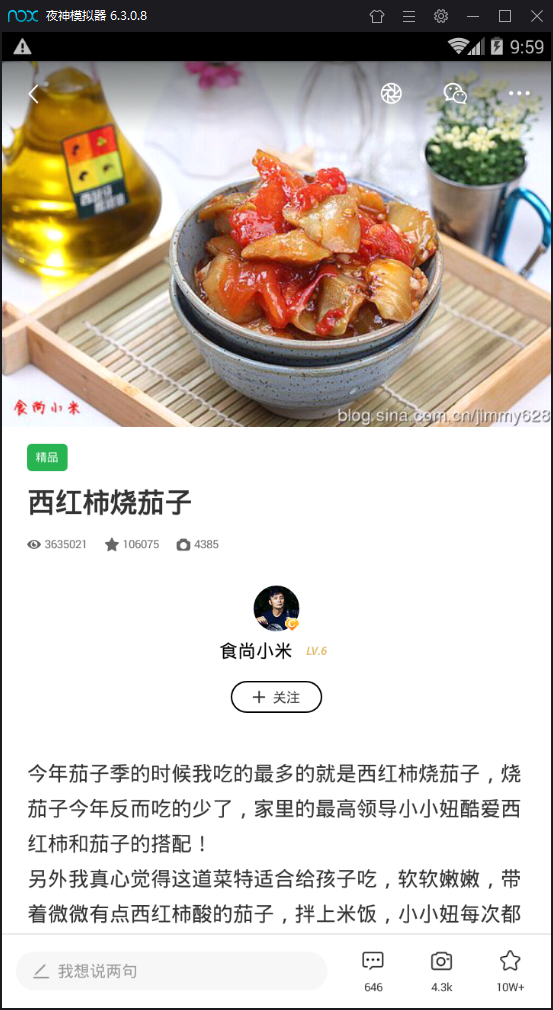 nox 夜神模拟器 6.3.0.8
9:59
食尚小米
blog.sina.com.cn/jimmy628
精品
西红柿烧茄子
3635021 106075 4385
食尚小米 LV.6
+ 关注
今年茄子季的时候我吃的最多的就是西红柿烧茄子，烧
茄子今年反而吃的少了，家里的最高领导小小妞酷爱西
红柿和茄子的搭配！
另外我真心觉得这道菜特适合给孩子吃，软软嫩嫩，带
着微微有点西红柿酸的茄子，拌上米饭，小小妞每次都
我想说两句 646 4.3k 10W+